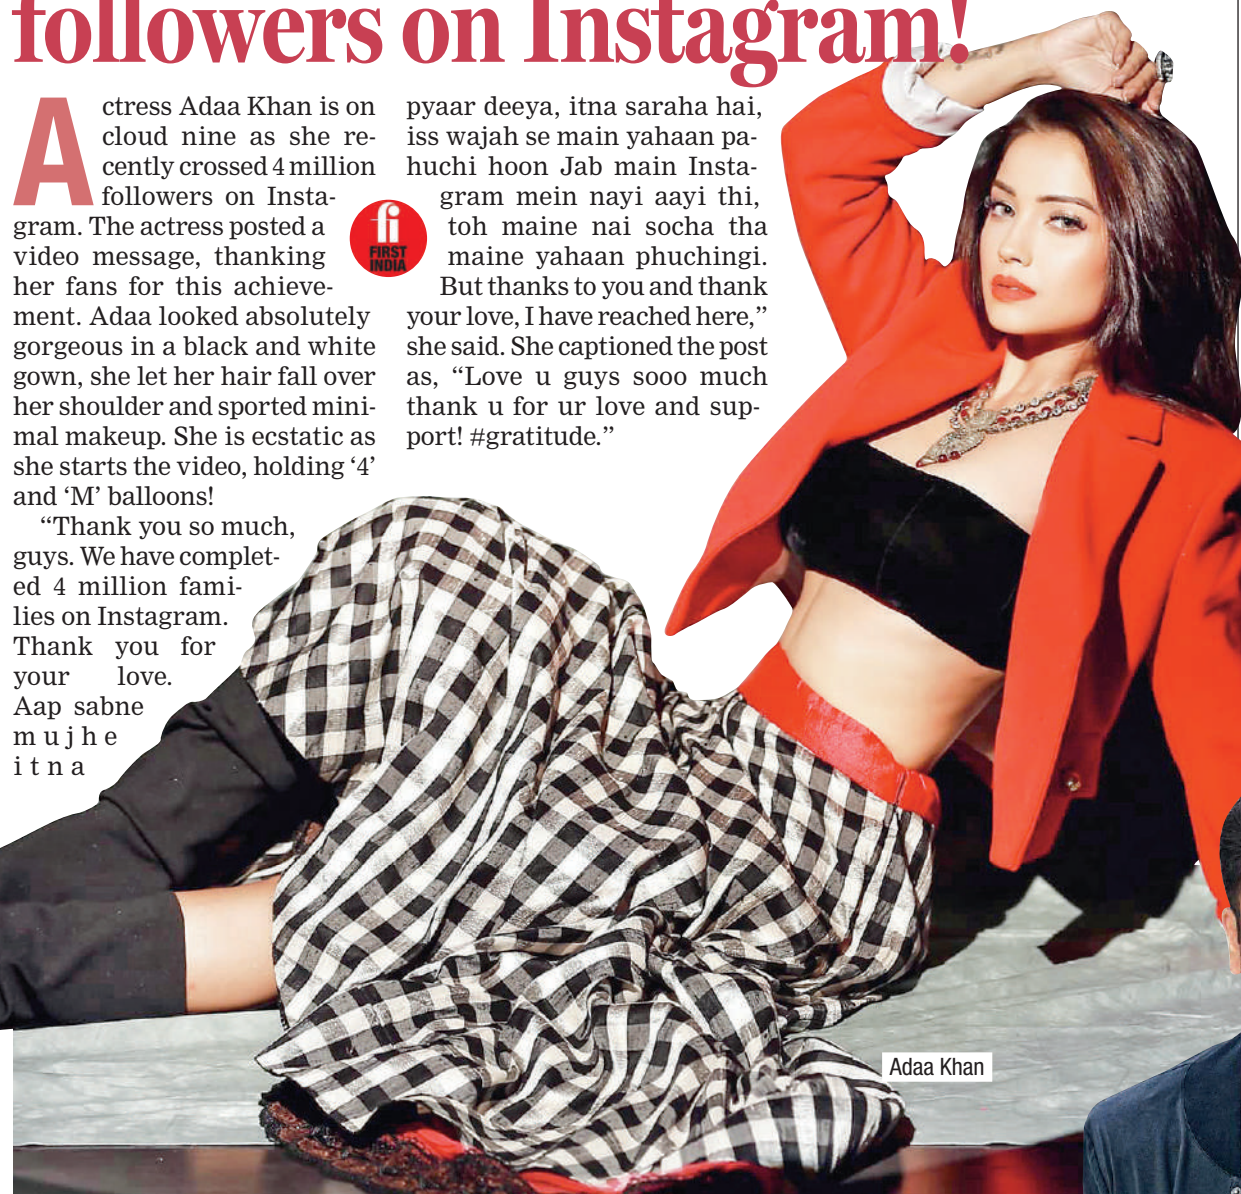 followers on Instagram!
Actress Adaa Khan is on
cloud nine as she re-
cently crossed 4 million
followers on Insta-
gram. The actress posted a
video message, thanking
her fans for this achieve-
ment. Adaa looked absolutely
gorgeous in a black and white
gown, she let her hair fall over
her shoulder and sported mini-
mal makeup. She is ecstatic as
she starts the video, holding ‘4’
and ‘M’ balloons!
“Thank you so much,
guys. We have complet-
ed 4 million fami-
lies on Instagram.
Thank you for
your love.
Aap sabne
mujhe
itna
pyaar deeya, itna saraha hai,
iss wajah se main yahaan pa-
huchi hoon Jab main Insta-
gram mein nayi aayi thi,
toh maine nai socha tha
maine yahaan phuchingi.
But thanks to you and thank
your love, I have reached here,”
she said. She captioned the post
as, “Love u guys sooo much
thank u for ur love and sup-
port! #gratitude.”
fi
FIRST
INDIA
Adaa Khan